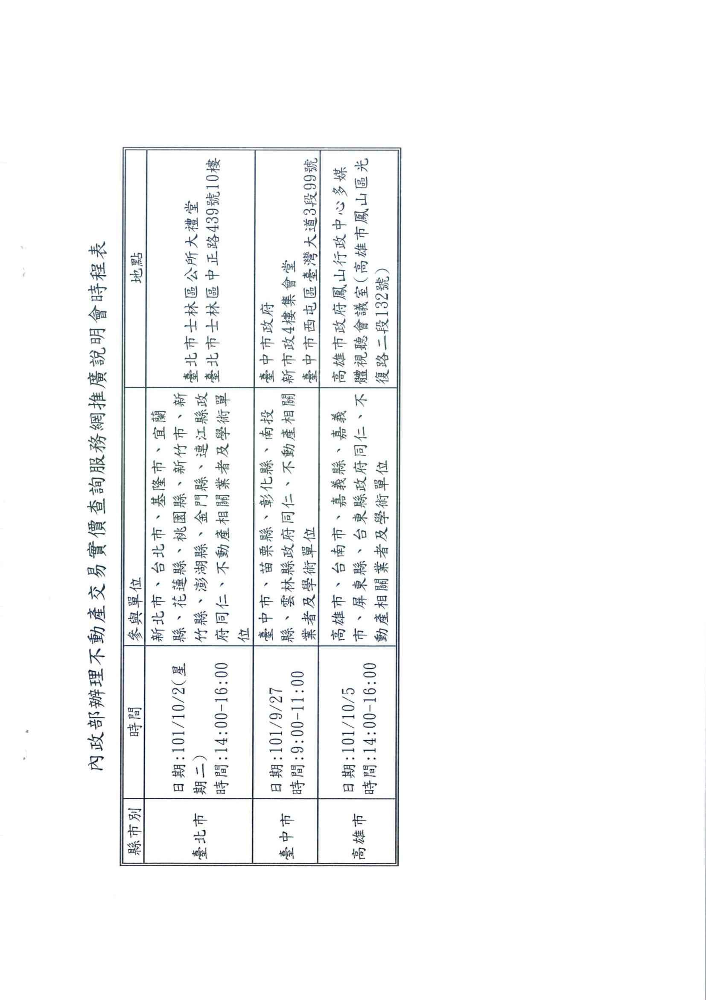 內政部辦理不動產交易實價查詢服務網推廣說明會時程表
縣市別
時間
參與單位
地點
臺北市
日期:101/10/2(星
期二)
時間:14:00-16:00
新北市、台北市、基隆市、宜蘭
縣、花蓮縣、桃園縣、新竹市、新
竹縣、澎湖縣、金門縣、連江縣政
府同仁、不動產相關業者及學術單
位
臺北市士林區公所大禮堂
臺北市士林區中正路439號10樓
臺中市
日期:101/9/27
時間:9:00-11:00
臺中市、苗栗縣、彰化縣、南投
縣、雲林縣政府同仁、不動產相關
業者及學術單位
臺中市政府
新市政4樓集會堂
臺中市西屯區臺灣大道3段99號
高雄市
日期:101/10/5
時間:14:00-16:00
高雄市、台南市、嘉義縣、嘉義
市、屏東縣、台東縣政府同仁、不
動產相關業者及學術單位
高雄市政府鳳山行政中心多媒
體視聽會議室(高雄市鳳山區光
復路二段132號)